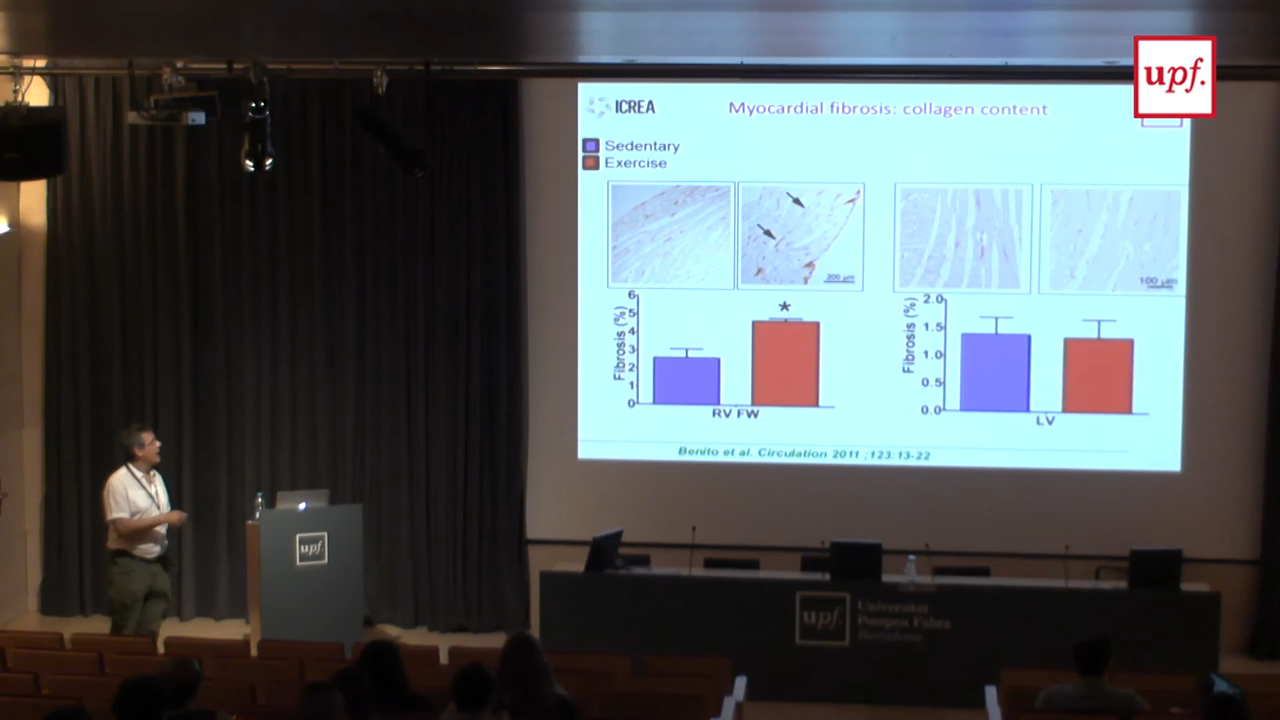 upf.
ICREA
Myocardial fibrosis: collagen content
Sedentary
Exercise
200 µm
100 µm
Fibrosis (%)
6
5
4
3
2
1
0
*
RV FW
Fibrosis (%)
2.0
1.5
1.0
0.5
0.0
LV
Benito et al. Circulation 2011 ;123:13-22
upf.
upf.
Universitat
Pompeu Fabra
Barcelona